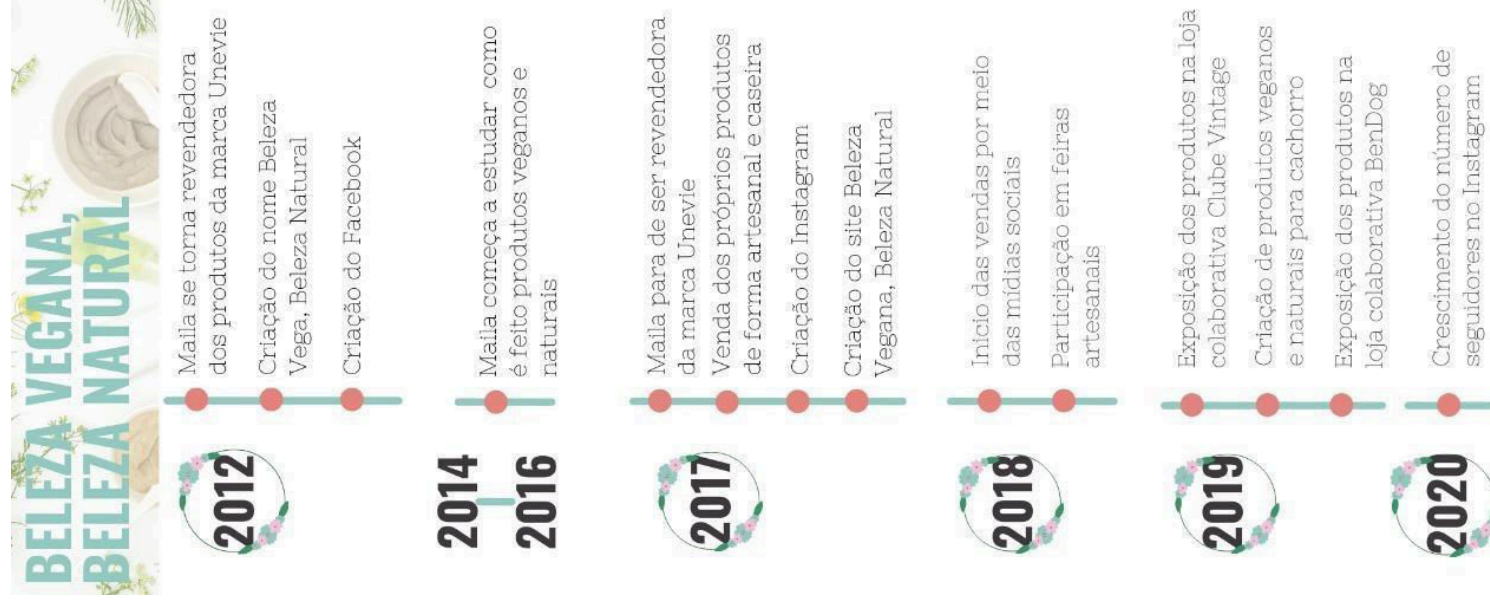 BELEZA VEGANA,
BELEZA NATURAL
2012
Maila se torna revendedora
dos produtos da marca Unevie
Criação do nome Beleza
Vega, Beleza Natural
Criação do Facebook
2014
2016
Maila começa a estudar como
é feito produtos veganos e
naturais
2017
Maila para de ser revendedora
da marca Unevie
Venda dos próprios produtos
de forma artesanal e caseira
Criação do Instagram
Criação do site Beleza
Vegana, Beleza Natural
2018
Inicio das vendas por meio
das mídias sociais
Participação em feiras
artesanais
2019
Exposição dos produtos na loja
colaborativa Clube Vintage
Criação de produtos veganos
e naturais para cachorro
Exposição dos produtos na
loja colaborativa BenDog
2020
Crescimento do número de
seguidores no Instagram